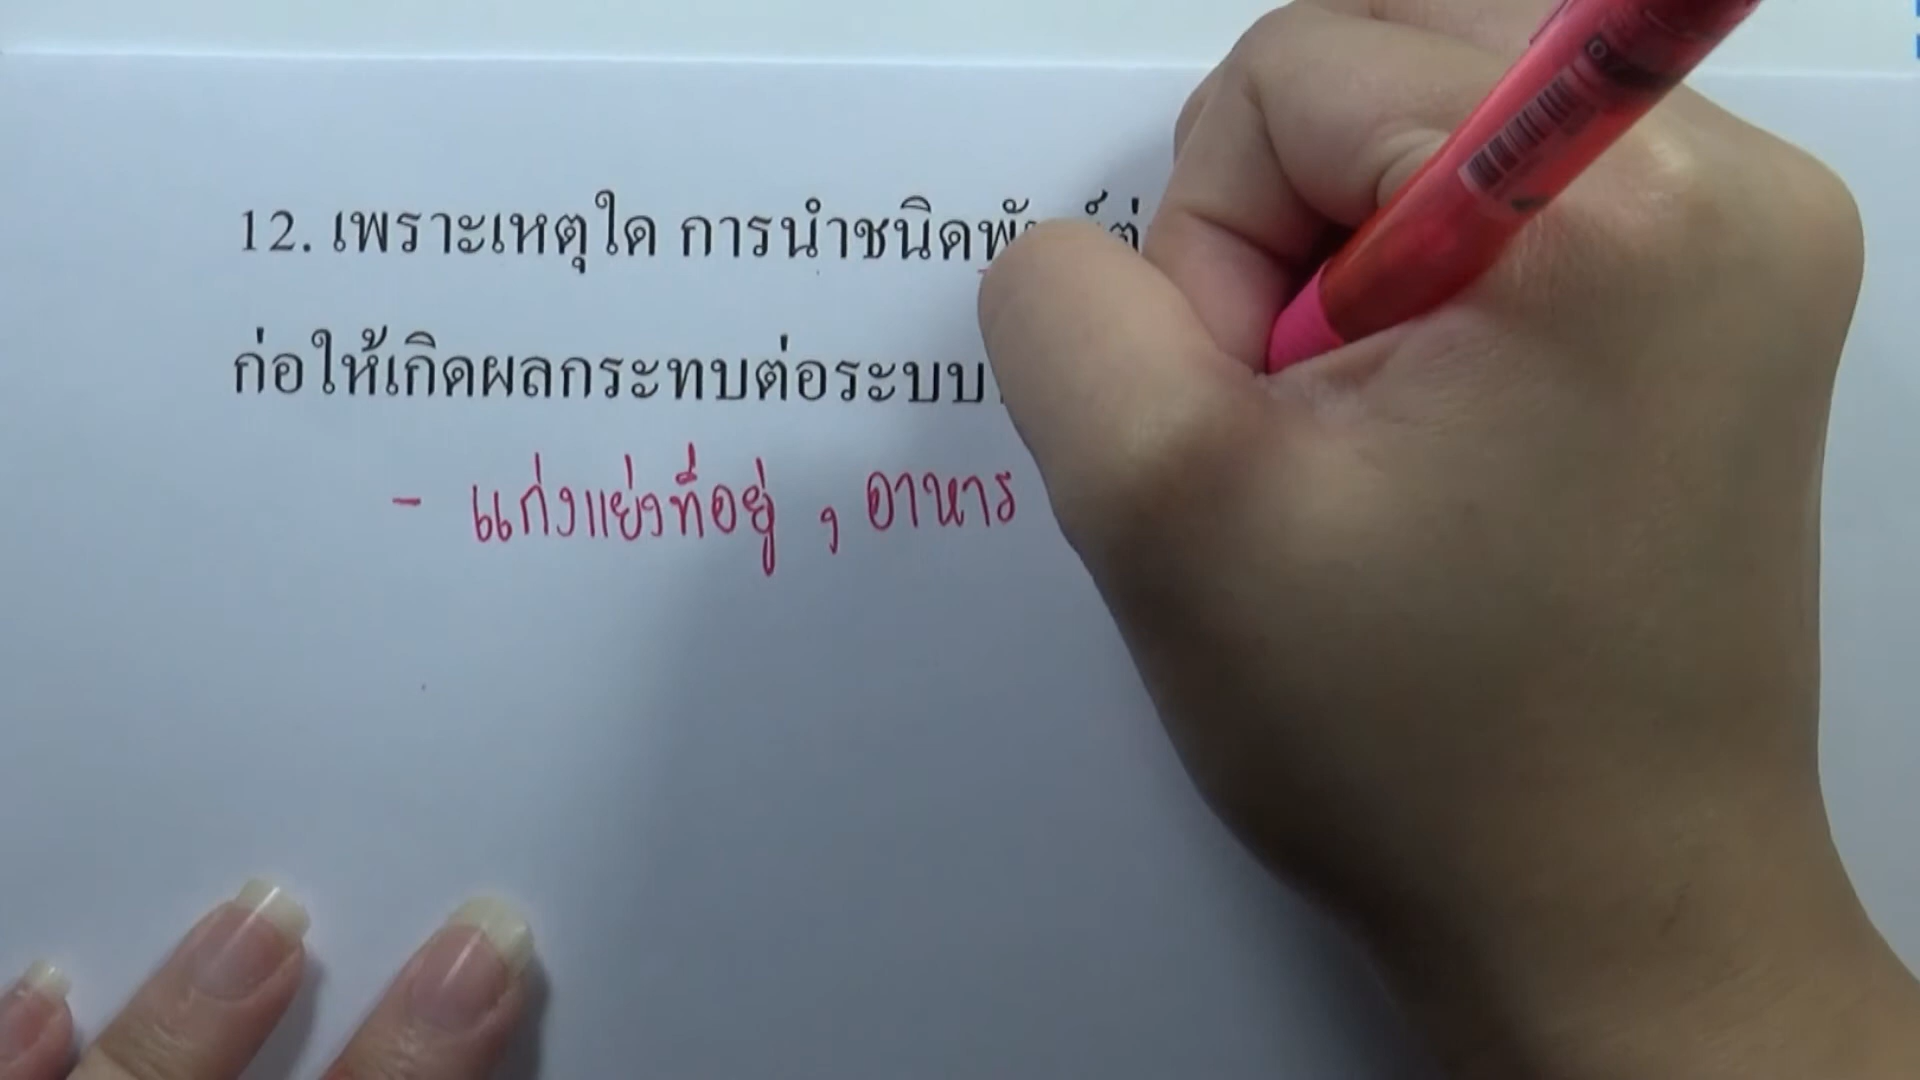 12. เพราะเหตุใด การนำชนิด
ก่อให้เกิดผลกระทบต่อระบบ
- แก่งแย่งที่อยู่ , อาหาร